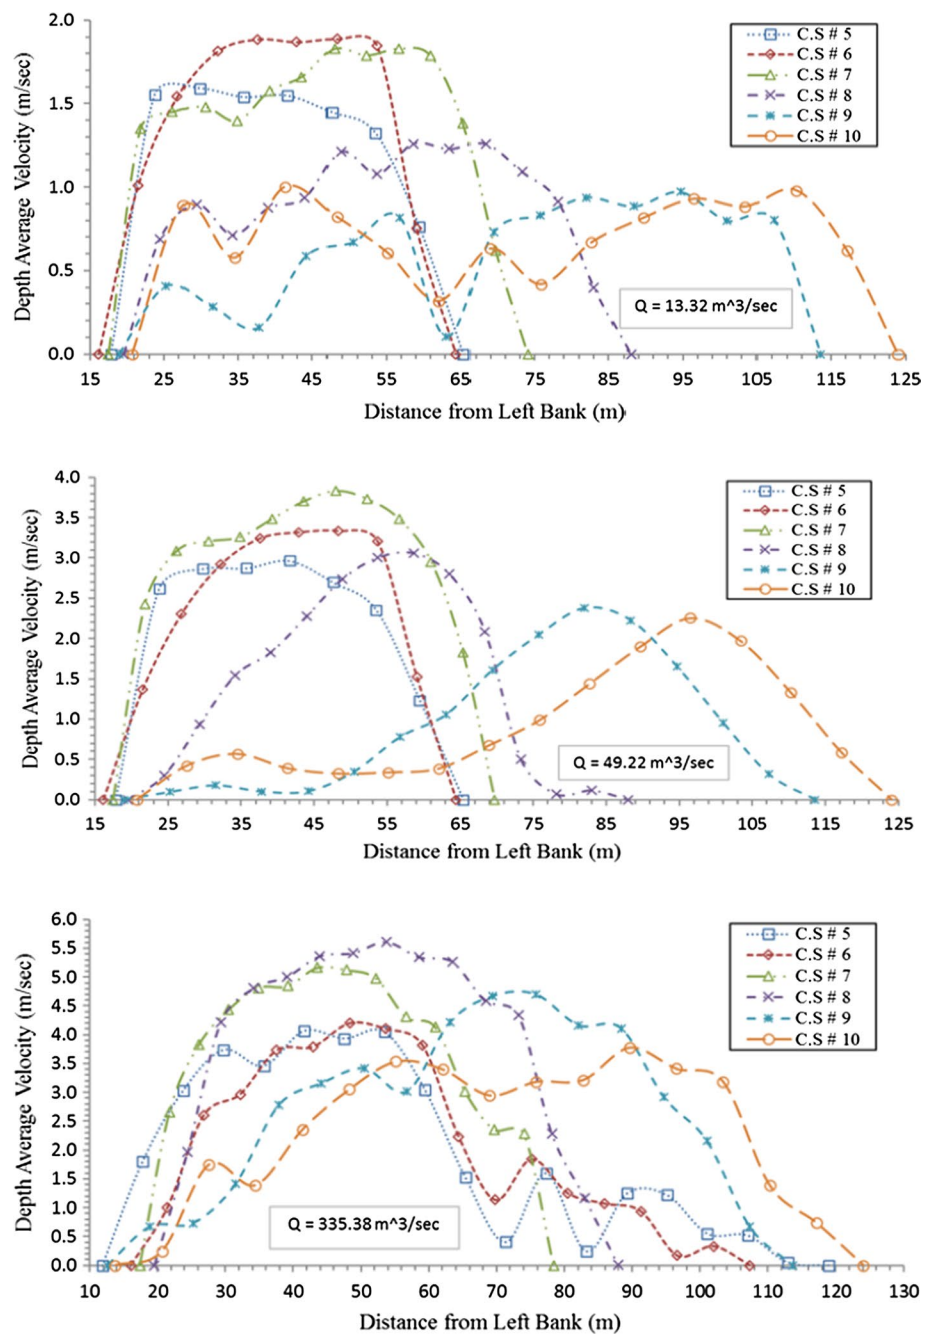 2.0
1.5
1.0
0.5
0.0
Depth Average Velocity (m/sec)
C.S # 5
C.S # 6
C.S # 7
C.S # 8
C.S # 9
C.S # 10
Q = 13.32 m^3/sec
15 25 35 45 55 65 75 85 95 105 115 125
Distance from Left Bank (m)
4.0
3.5
3.0
2.5
2.0
1.5
1.0
0.5
0.0
Depth Average Velocity (m/sec)
C.S # 5
C.S # 6
C.S # 7
C.S # 8
C.S # 9
C.S # 10
Q = 49.22 m^3/sec
15 25 35 45 55 65 75 85 95 105 115 125
Distance from Left Bank (m)
6.0
5.5
5.0
4.5
4.0
3.5
3.0
2.5
2.0
1.5
1.0
0.5
0.0
Depth Average Velocity (m/sec)
C.S # 5
C.S # 6
C.S # 7
C.S # 8
C.S # 9
C.S # 10
Q = 335.38 m^3/sec
10 20 30 40 50 60 70 80 90 100 110 120 130
Distance from Left Bank (m)